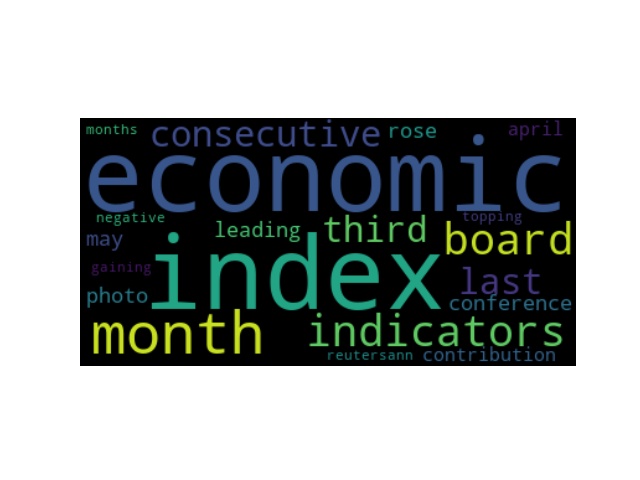 months consecutive rose april
economic
negative leading third topping
may board
gaining index last
photo conference
month indicators
reutersann contribution